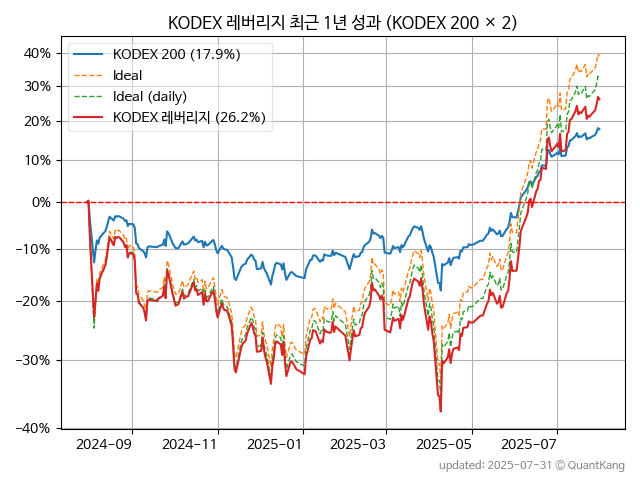 KODEX 레버리지 최근 1년 성과 (KODEX 200 × 2)
KODEX 200 (17.9%)
Ideal
Ideal (daily)
KODEX 레버리지 (26.2%)
40%
30%
20%
10%
0%
−10%
−20%
−30%
−40%
2024-09 2024-11 2025-01 2025-03 2025-05 2025-07
updated: 2025-07-31 © QuantKang